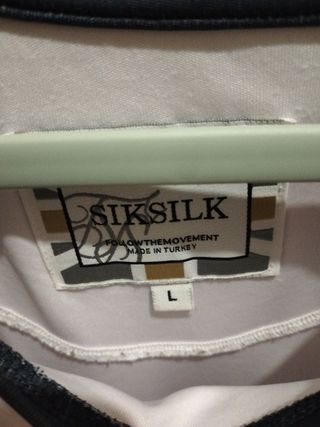 SIKSILK
FOLLOWTHEMOVEMENT
MADE IN TURKEY
L